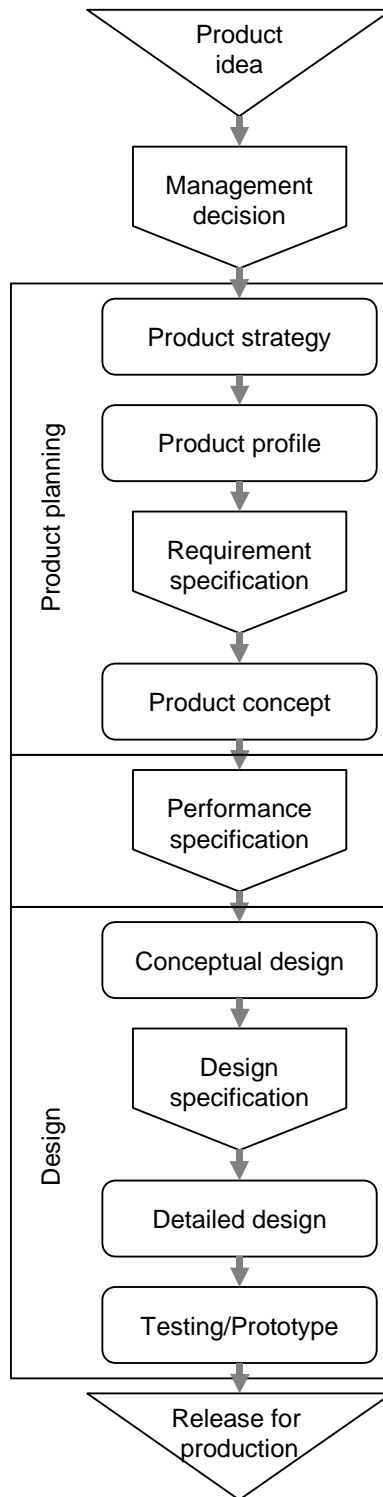 Product
idea
Management
decision
Product planning
Product strategy
Product profile
Requirement
specification
Product concept
Performance
specification
Design
Conceptual design
Design
specification
Detailed design
Testing/Prototype
Release for
production